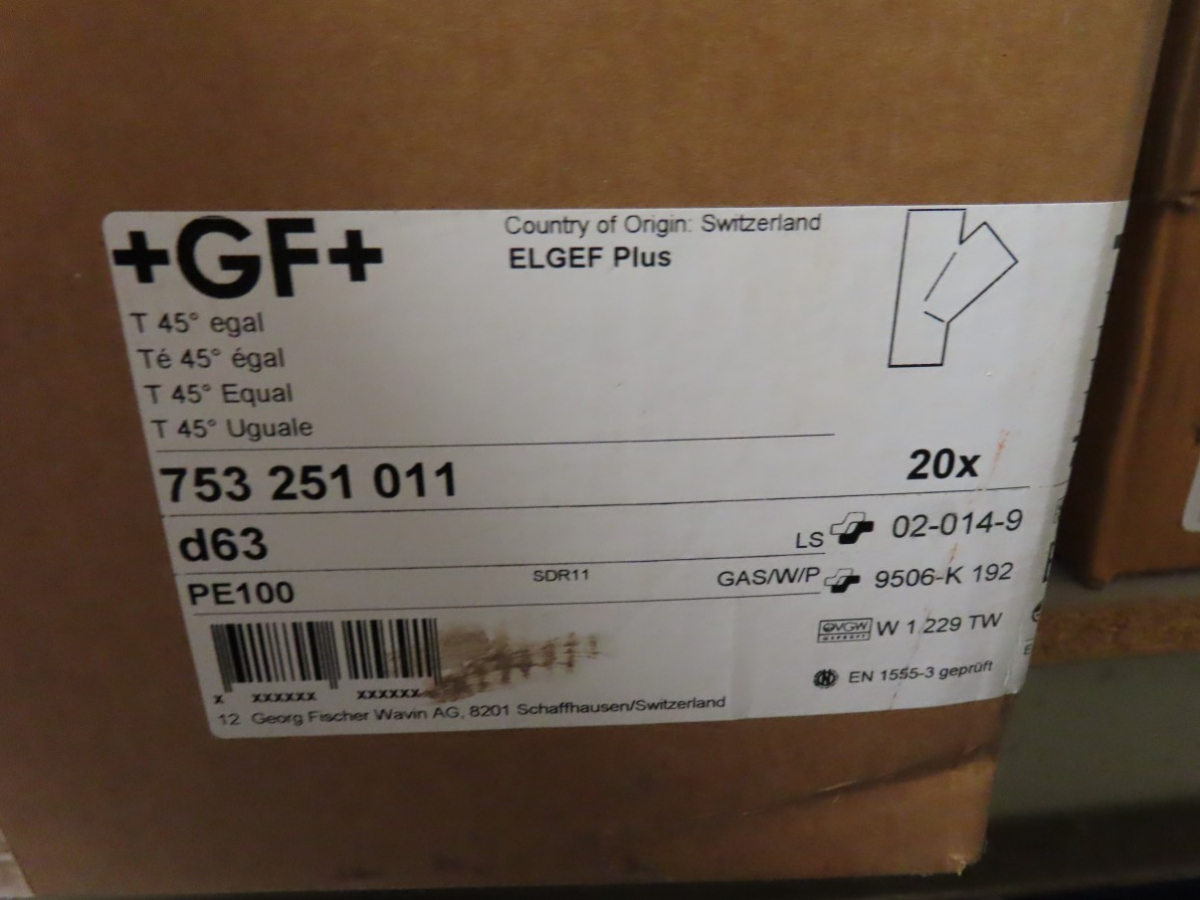 +GF+
Country of Origin: Switzerland
ELGEF Plus
T 45° egal
Té 45° égal
T 45° Equal
T 45° Uguale
753 251 011
20x
d63
LS 02-014-9
PE100 SDR11 GAS/W/P 9506-K 192
DVGW W 1.229 TW
EN 1555-3 geprüft
x xxxxxx xxxxxx
12 Georg Fischer Wavin AG, 8201 Schaffhausen/Switzerland